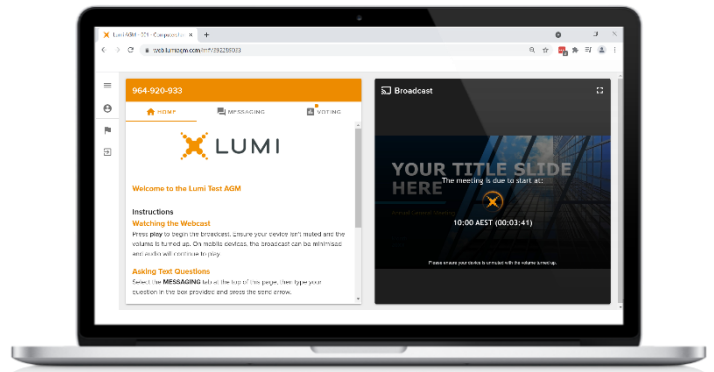 964-920-933
HOME
MESSAGING
VOTING
LUMI
Welcome to the Lumi Test AGM
Instructions
Watching the Webcast
Press play to begin the broadcast. Ensure your device isn't muted and the
volume is turned up. On mobile devices, the broadcast can be minimised
and audio will continue to play.
Asking Text Questions
Select the MESSAGING tab at the top of this page, then type your
question in the box provided and press the send arrow.
Broadcast
YOUR TITLE SLIDE
HERE
The meeting is due to start at:
10:00 AEST (00:03:41)
Please ensure your device is unmuted with the volume turned up.